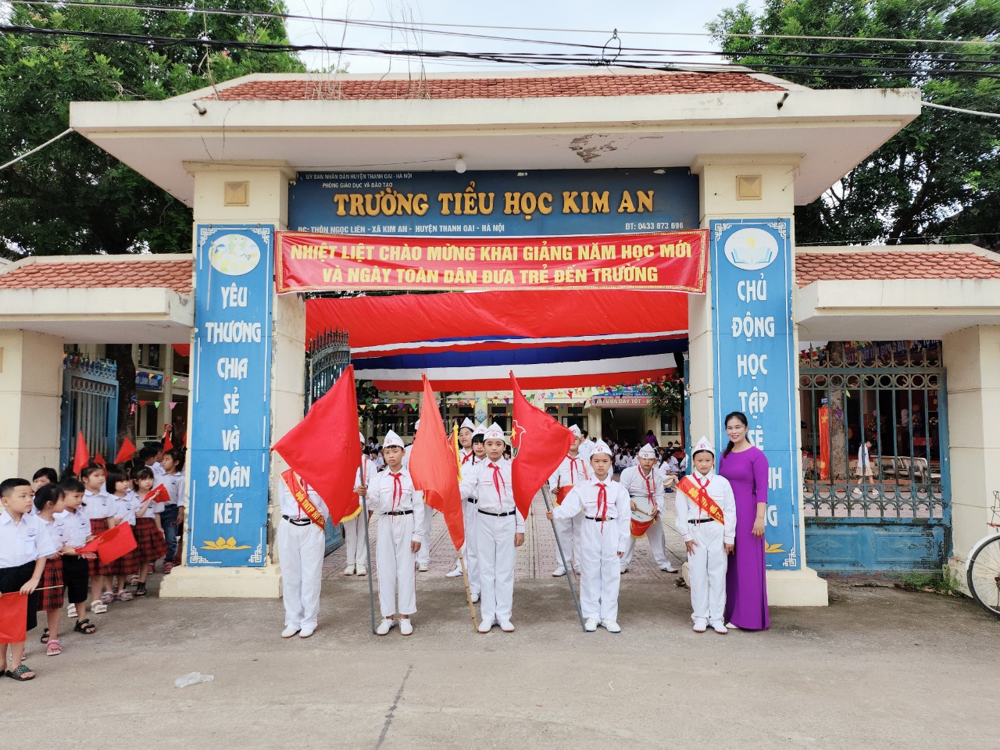 UỶ BAN NHÂN DÂN HUYỆN THANH OAI - HÀ NỘI
PHÒNG GIÁO DỤC VÀ ĐÀO TẠO
TRƯỜNG TIỂU HỌC KIM AN
ĐC: THÔN NGỌC LIÊN - XÃ KIM AN - HUYỆN THANH OAI - HÀ NỘI
ĐT: 0433 873 696
NHIỆT LIỆT CHÀO MỪNG KHAI GIẢNG NĂM HỌC MỚI
VÀ NGÀY TOÀN DÂN ĐƯA TRẺ ĐẾN TRƯỜNG
YÊU
THƯƠNG
CHIA
SẺ
VÀ
ĐOÀN
KẾT
CHỦ
ĐỘNG
HỌC
TẬP